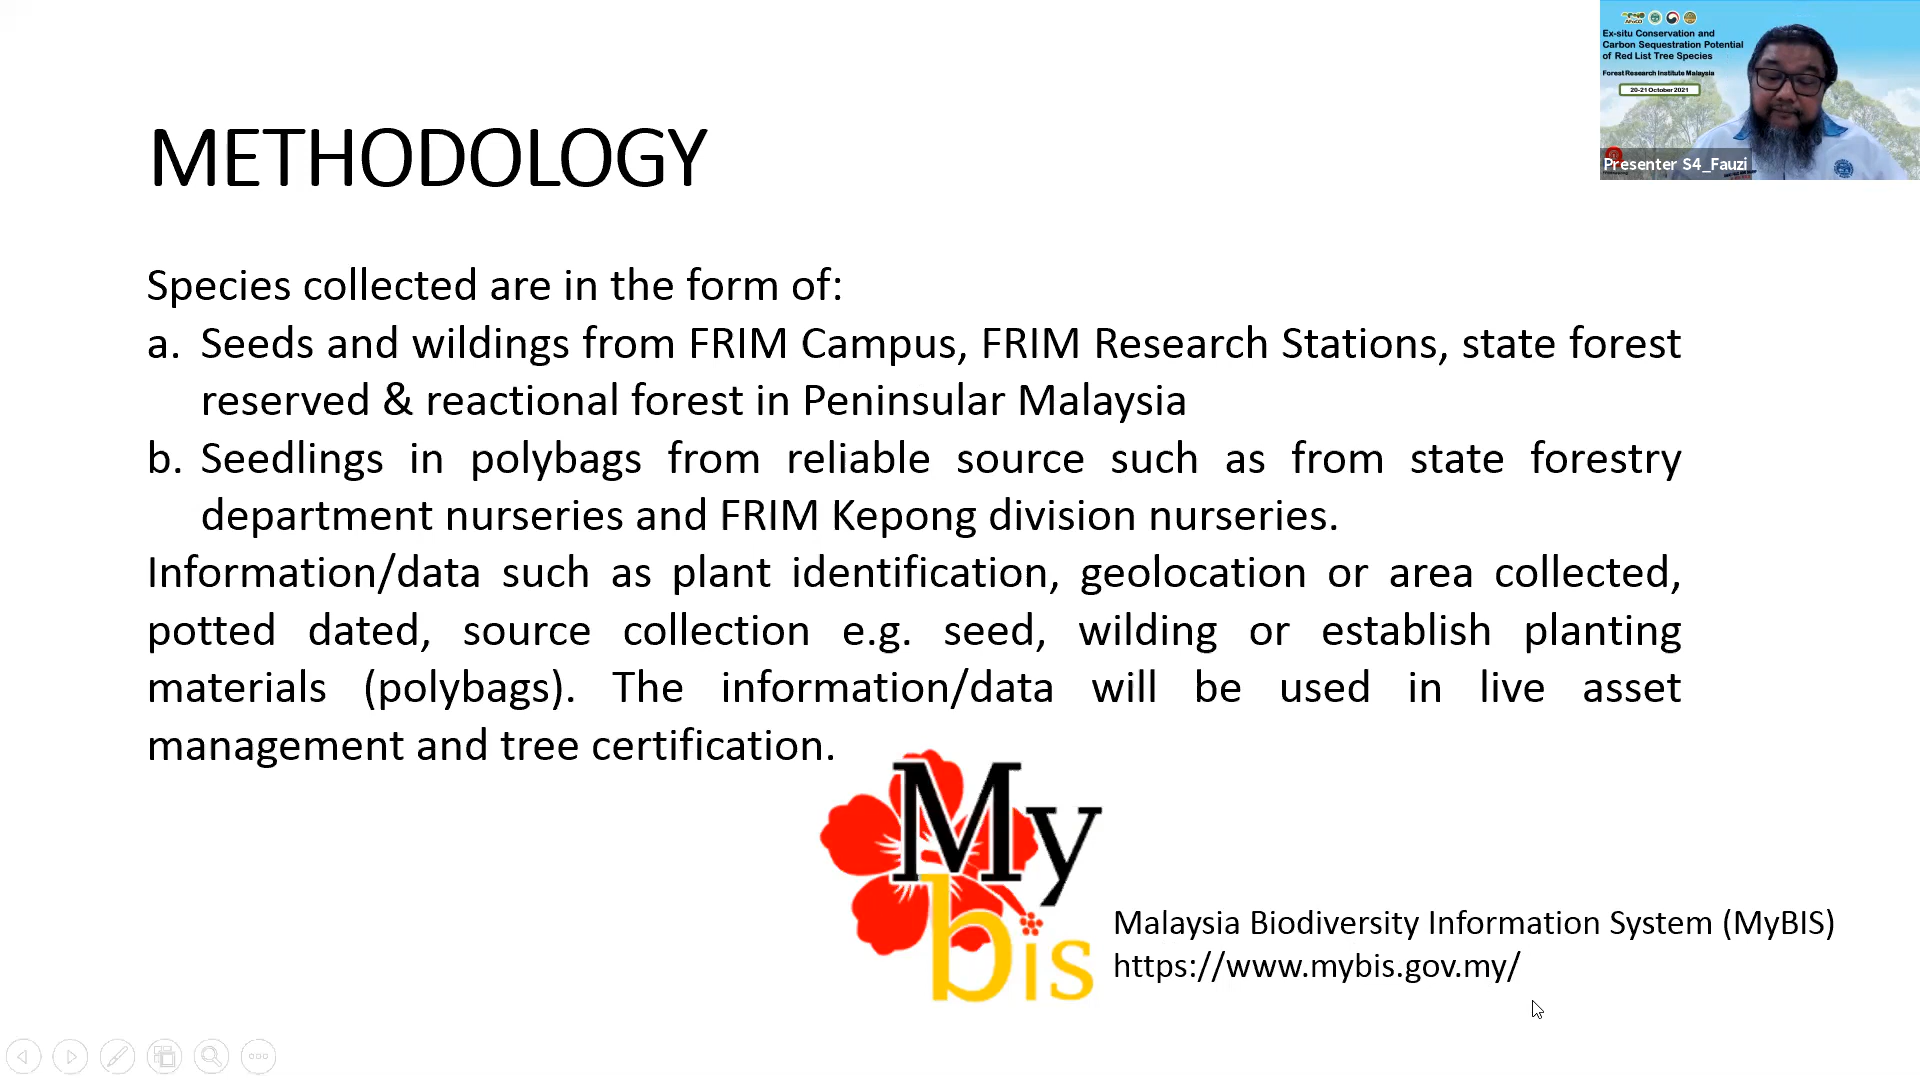 METHODOLOGY
Species collected are in the form of:
a. Seeds and wildings from FRIM Campus, FRIM Research Stations, state forest
reserved & reactional forest in Peninsular Malaysia
b. Seedlings in polybags from reliable source such as from state forestry
department nurseries and FRIM Kepong division nurseries.
Information/data such as plant identification, geolocation or area collected,
potted dated, source collection e.g. seed, wilding or establish planting
materials (polybags). The information/data will be used in live asset
management and tree certification.
My
bis
Malaysia Biodiversity Information System (MyBIS)
https://www.mybis.gov.my/
Ex-situ Conservation and
Carbon Sequestration Potential
of Red List Tree Species
Forest Research Institute Malaysia
20-21 October 2021
Presenter S4_Fauzi